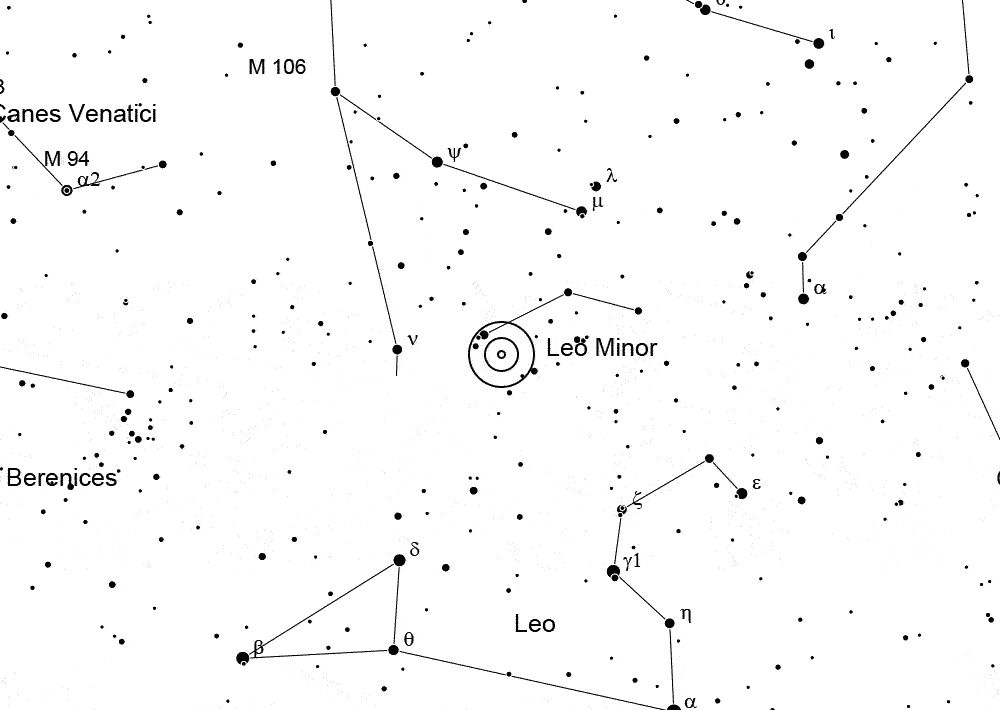 θ
ι
M 106
Canes Venatici
M 94
α2
ψ
λ
μ
α
ν
Leo Minor
Berenices
ε
ζ
δ
γ1
η
Leo
θ
β
α